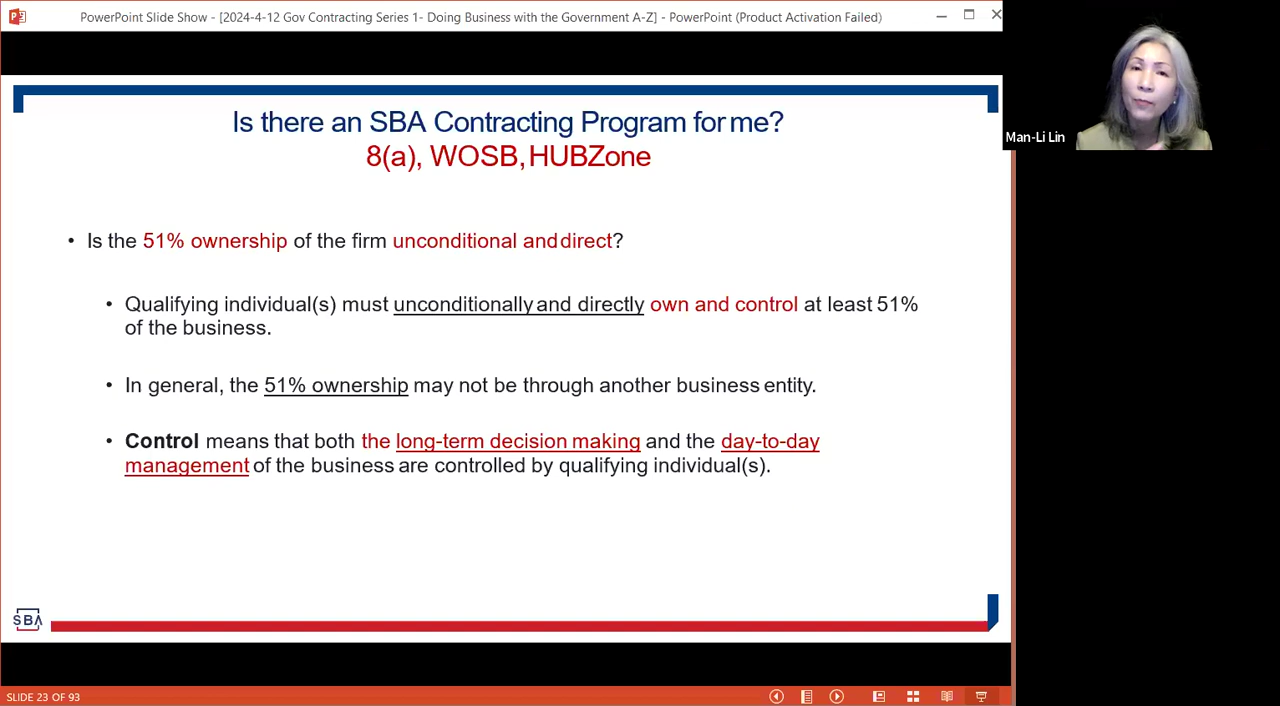 PowerPoint Slide Show - [2024-4-12 Gov Contracting Series 1- Doing Business with the Government A-Z] - PowerPoint (Product Activation Failed)
Man-Li Lin
Is there an SBA Contracting Program for me?
8(a), WOSB, HUBZone
• Is the 51% ownership of the firm unconditional and direct?
• Qualifying individual(s) must unconditionally and directly own and control at least 51%
of the business.
• In general, the 51% ownership may not be through another business entity.
• Control means that both the long-term decision making and the day-to-day
management of the business are controlled by qualifying individual(s).
SBA
SLIDE 23 OF 93